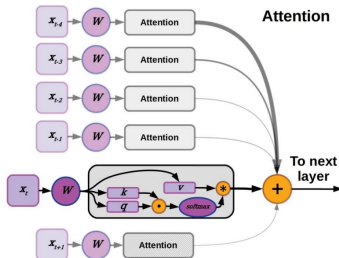 Attention
x_{t-4} W Attention
x_{t-3} W Attention
x_{t-2} W Attention
x_{t-1} W Attention
To next
layer
v *
x_t W k +
q • softmax
x_{t+1} W Attention